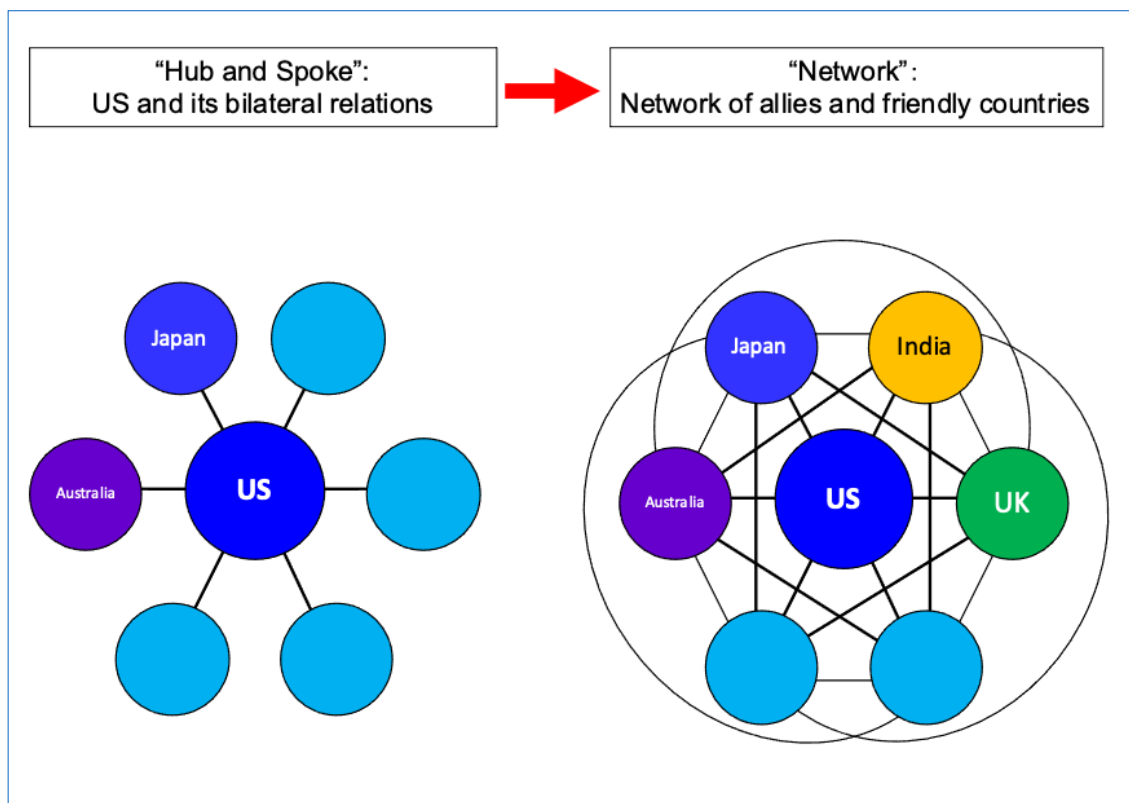 “Hub and Spoke”:
US and its bilateral relations
“Network”:
Network of allies and friendly countries
Japan
US
Australia
Japan
India
Australia
US
UK